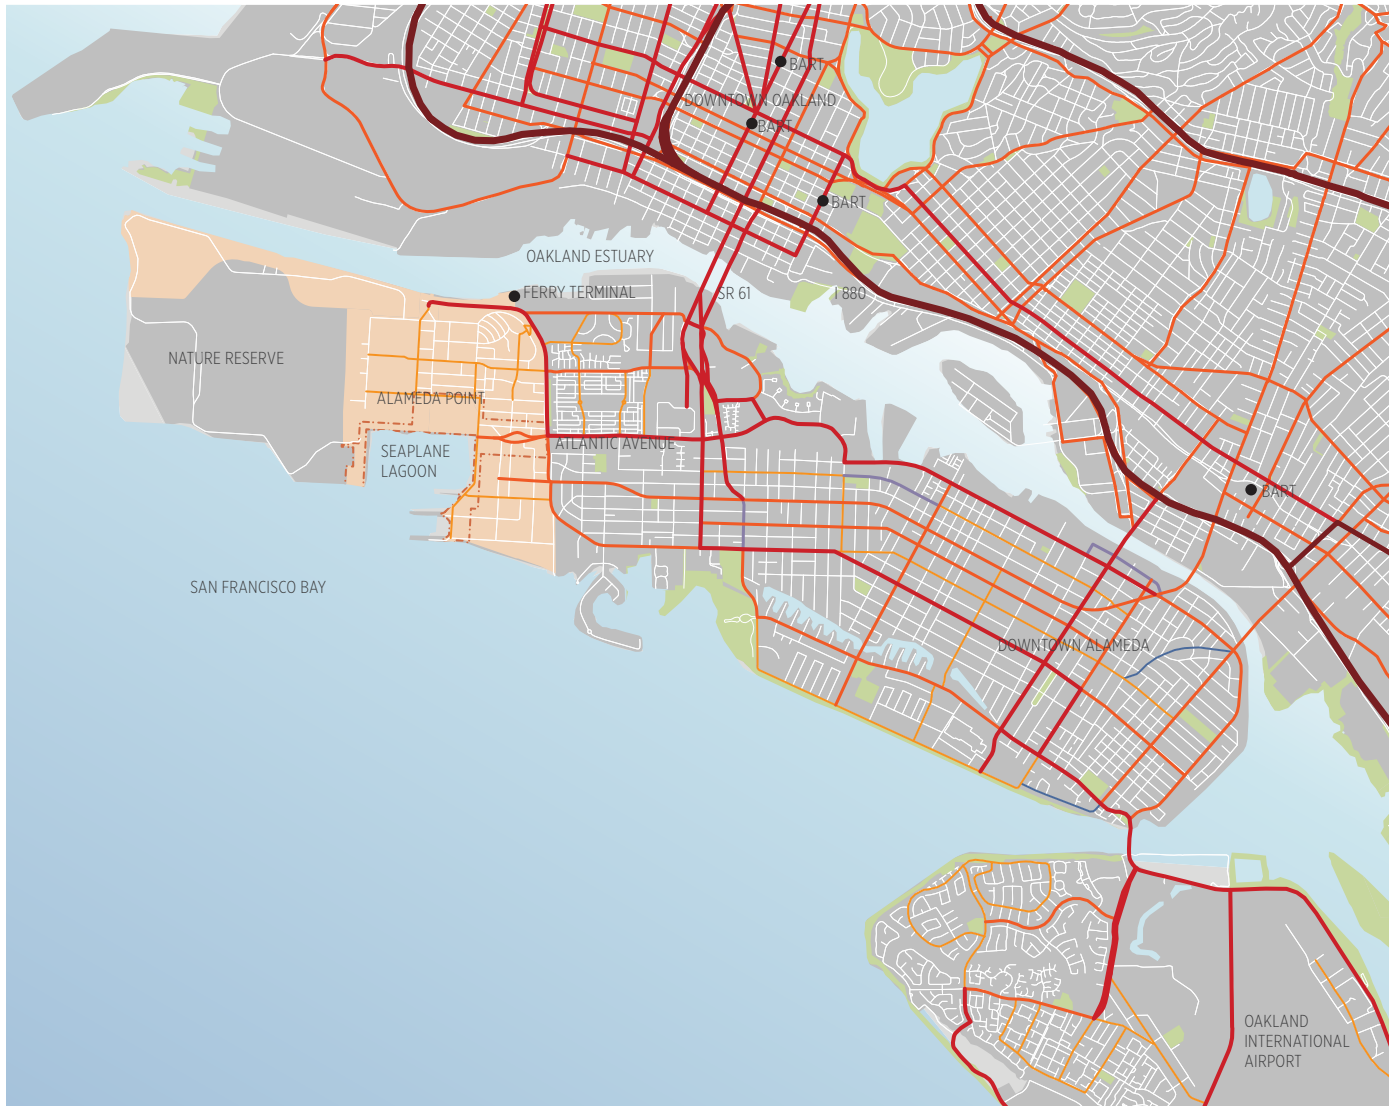 BART
DOWNTOWN OAKLAND
BART
BART
OAKLAND ESTUARY
FERRY TERMINAL
SR 61
I 880
NATURE RESERVE
ALAMEDA POINT
ATLANTIC AVENUE
SEAPLANE
LAGOON
BART
SAN FRANCISCO BAY
DOWNTOWN ALAMEDA
OAKLAND
INTERNATIONAL
AIRPORT